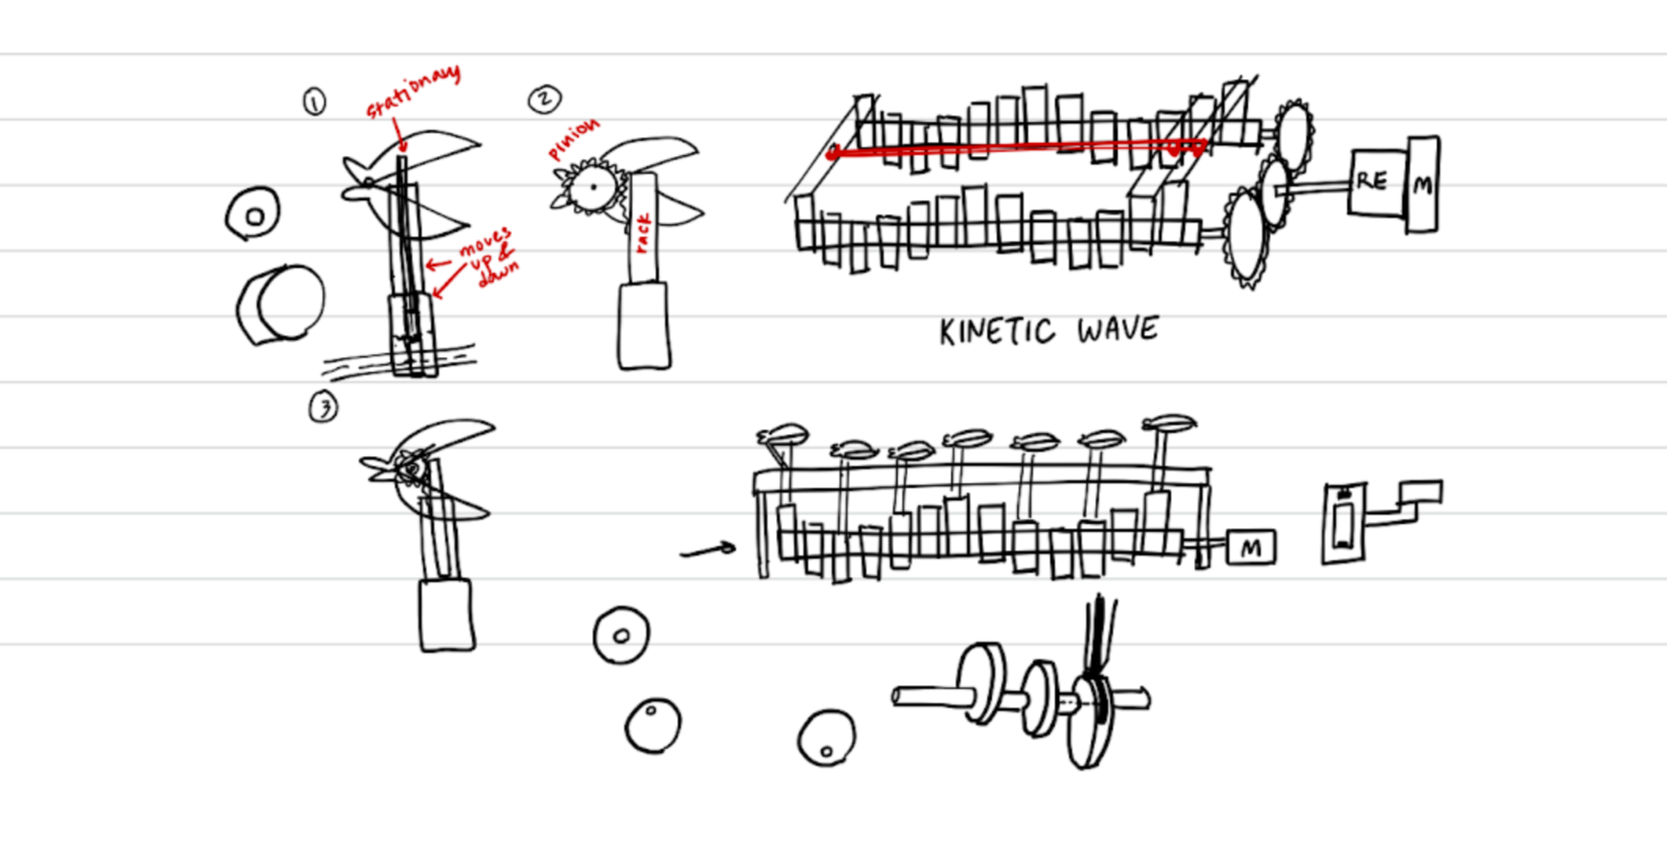 ①
stationary
②
pinion
moves
up &
down
rack
RE
M
KINETIC WAVE
③
M